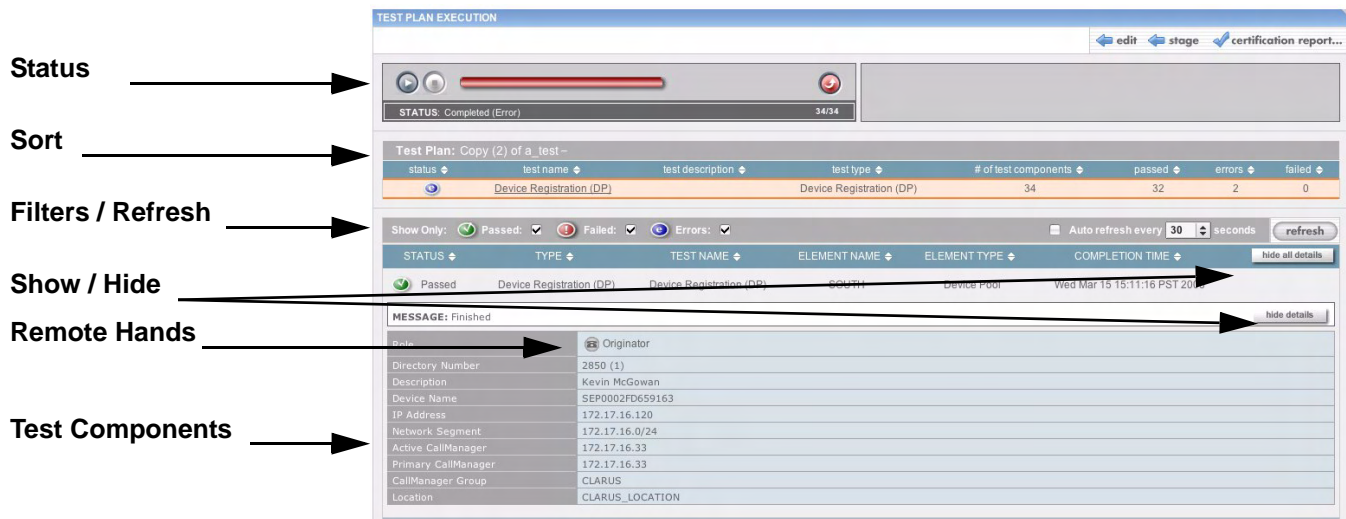 TEST PLAN EXECUTION
edit stage certification report...
Status
STATUS: Completed (Error) 34/34
Sort
Test Plan: Copy (2) of a_test –
status test name test description test type # of test components passed errors failed
Device Registration (DP) Device Registration (DP) 34 32 2 0
Filters / Refresh
Show Only: Passed: Failed: Errors: Auto refresh every 30 seconds refresh
STATUS TYPE TEST NAME ELEMENT NAME ELEMENT TYPE COMPLETION TIME hide all details
Show / Hide
Passed Device Registration (DP) Device Registration (DP) SOUTH Device Pool Wed Mar 15 15:11:16 PST
MESSAGE: Finished hide details
Remote Hands
Role Originator
Directory Number 2850 (1)
Description Kevin McGowan
Device Name SEP0002FD659163
IP Address 172.17.16.120
Test Components
Network Segment 172.17.16.0/24
Active CallManager 172.17.16.33
Primary CallManager 172.17.16.33
CallManager Group CLARUS
Location CLARUS_LOCATION